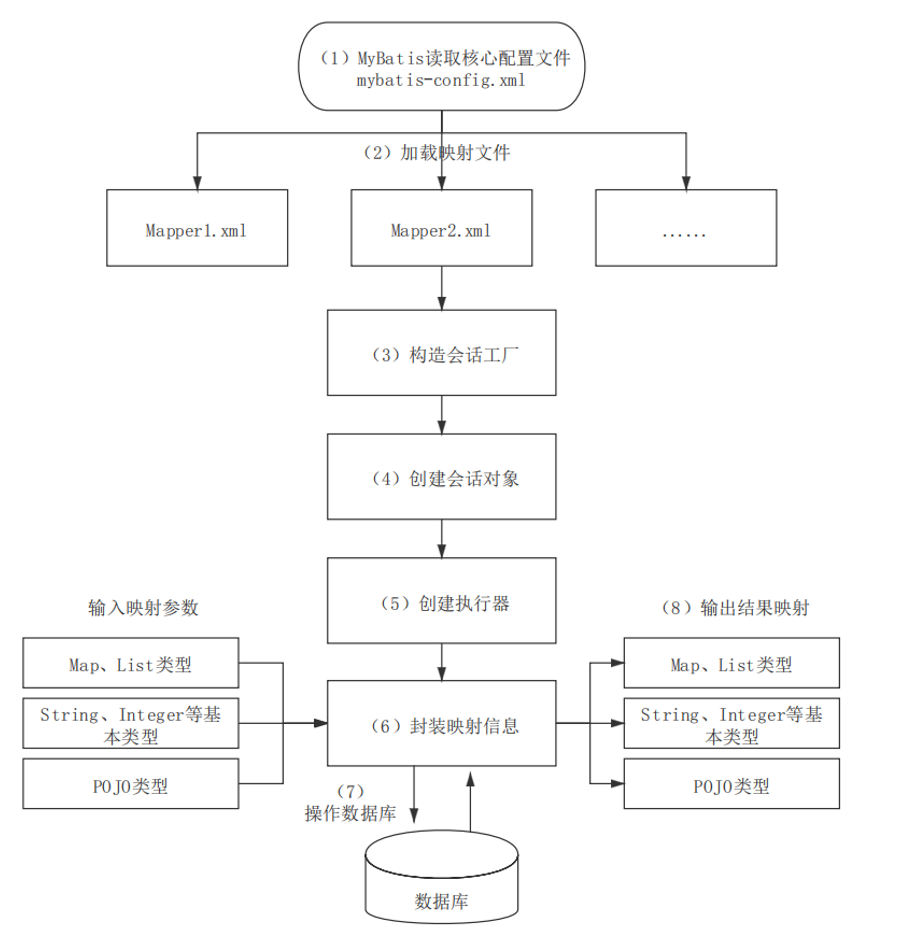 （1）MyBatis读取核心配置文件
mybatis-config.xml
（2）加载映射文件
Mapper1.xml
Mapper2.xml
......
（3）构造会话工厂
（4）创建会话对象
（5）创建执行器
输入映射参数
（8）输出结果映射
Map、List类型
Map、List类型
String、Integer等基
本类型
（6）封装映射信息
String、Integer等基
本类型
POJO类型
POJO类型
（7）
操作数据库
数据库